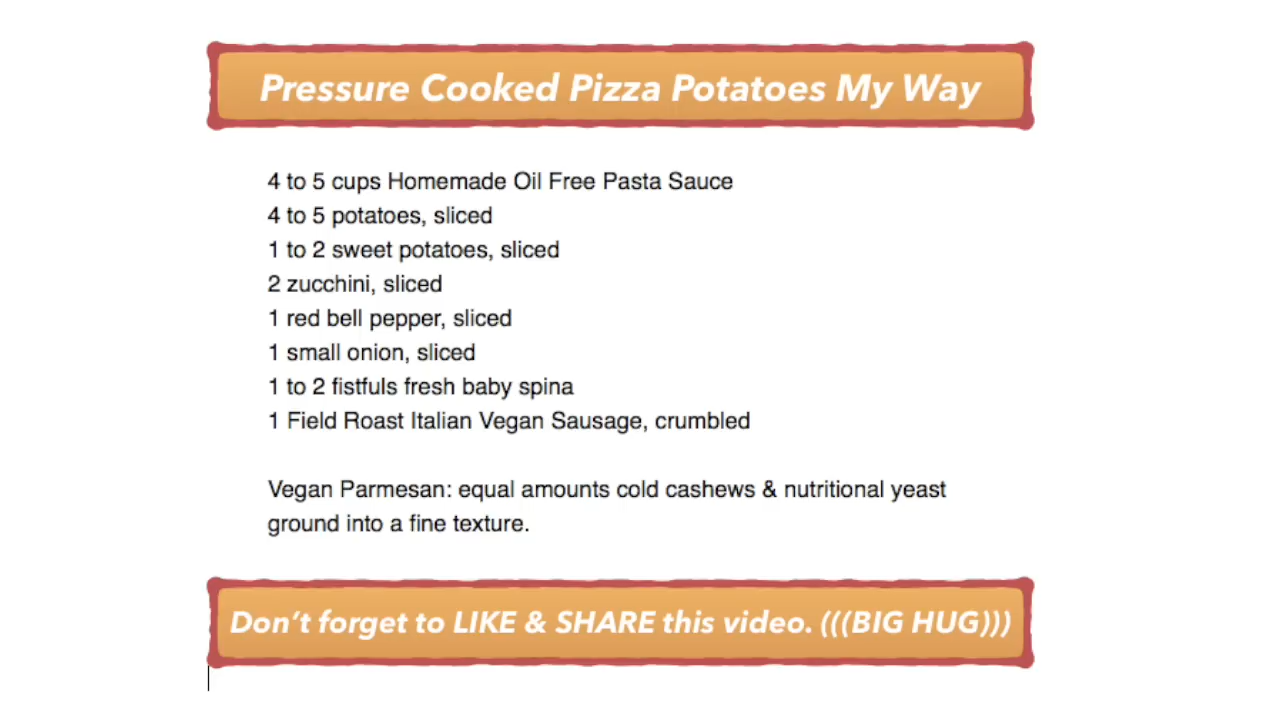 Pressure Cooked Pizza Potatoes My Way
4 to 5 cups Homemade Oil Free Pasta Sauce
4 to 5 potatoes, sliced
1 to 2 sweet potatoes, sliced
2 zucchini, sliced
1 red bell pepper, sliced
1 small onion, sliced
1 to 2 fistfuls fresh baby spina
1 Field Roast Italian Vegan Sausage, crumbled
Vegan Parmesan: equal amounts cold cashews & nutritional yeast
ground into a fine texture.
Don't forget to LIKE & SHARE this video. (((BIG HUG)))